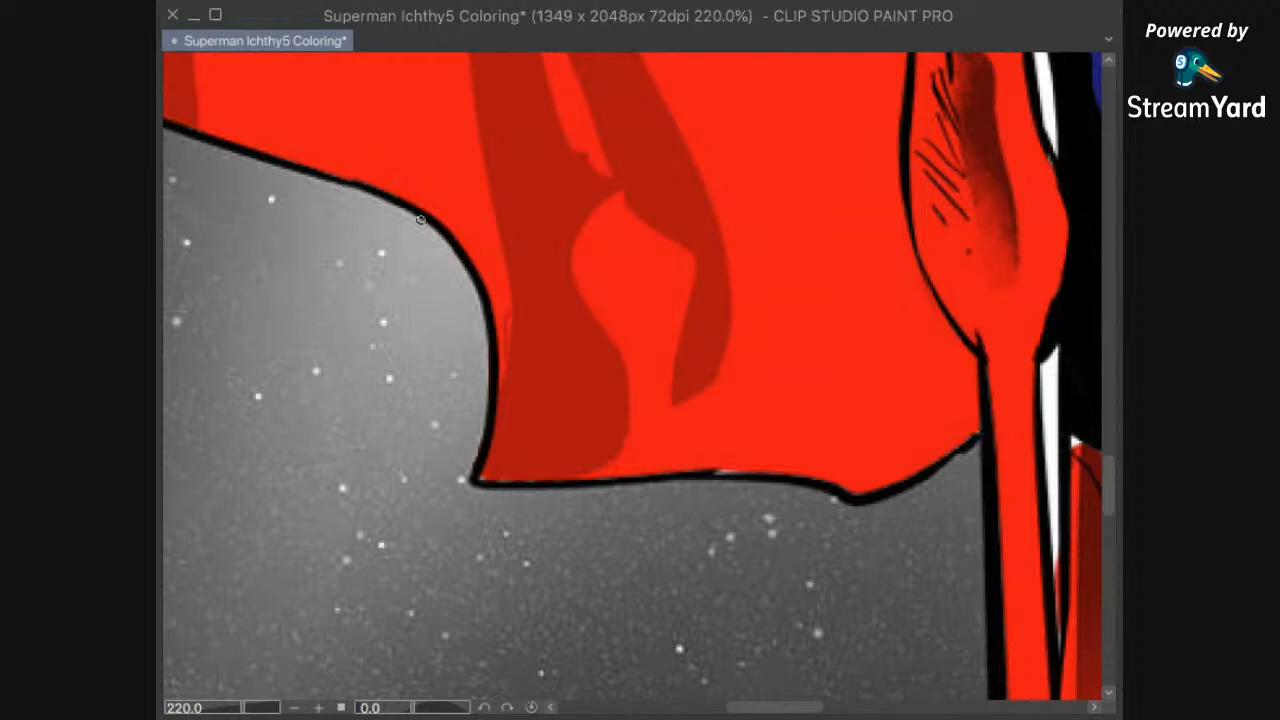 Superman Ichthy5 Coloring* (1349 x 2048px 72dpi 220.0%) - CLIP STUDIO PAINT PRO
Superman Ichthy5 Coloring*
Powered by
S
StreamYard
220.0
0.0